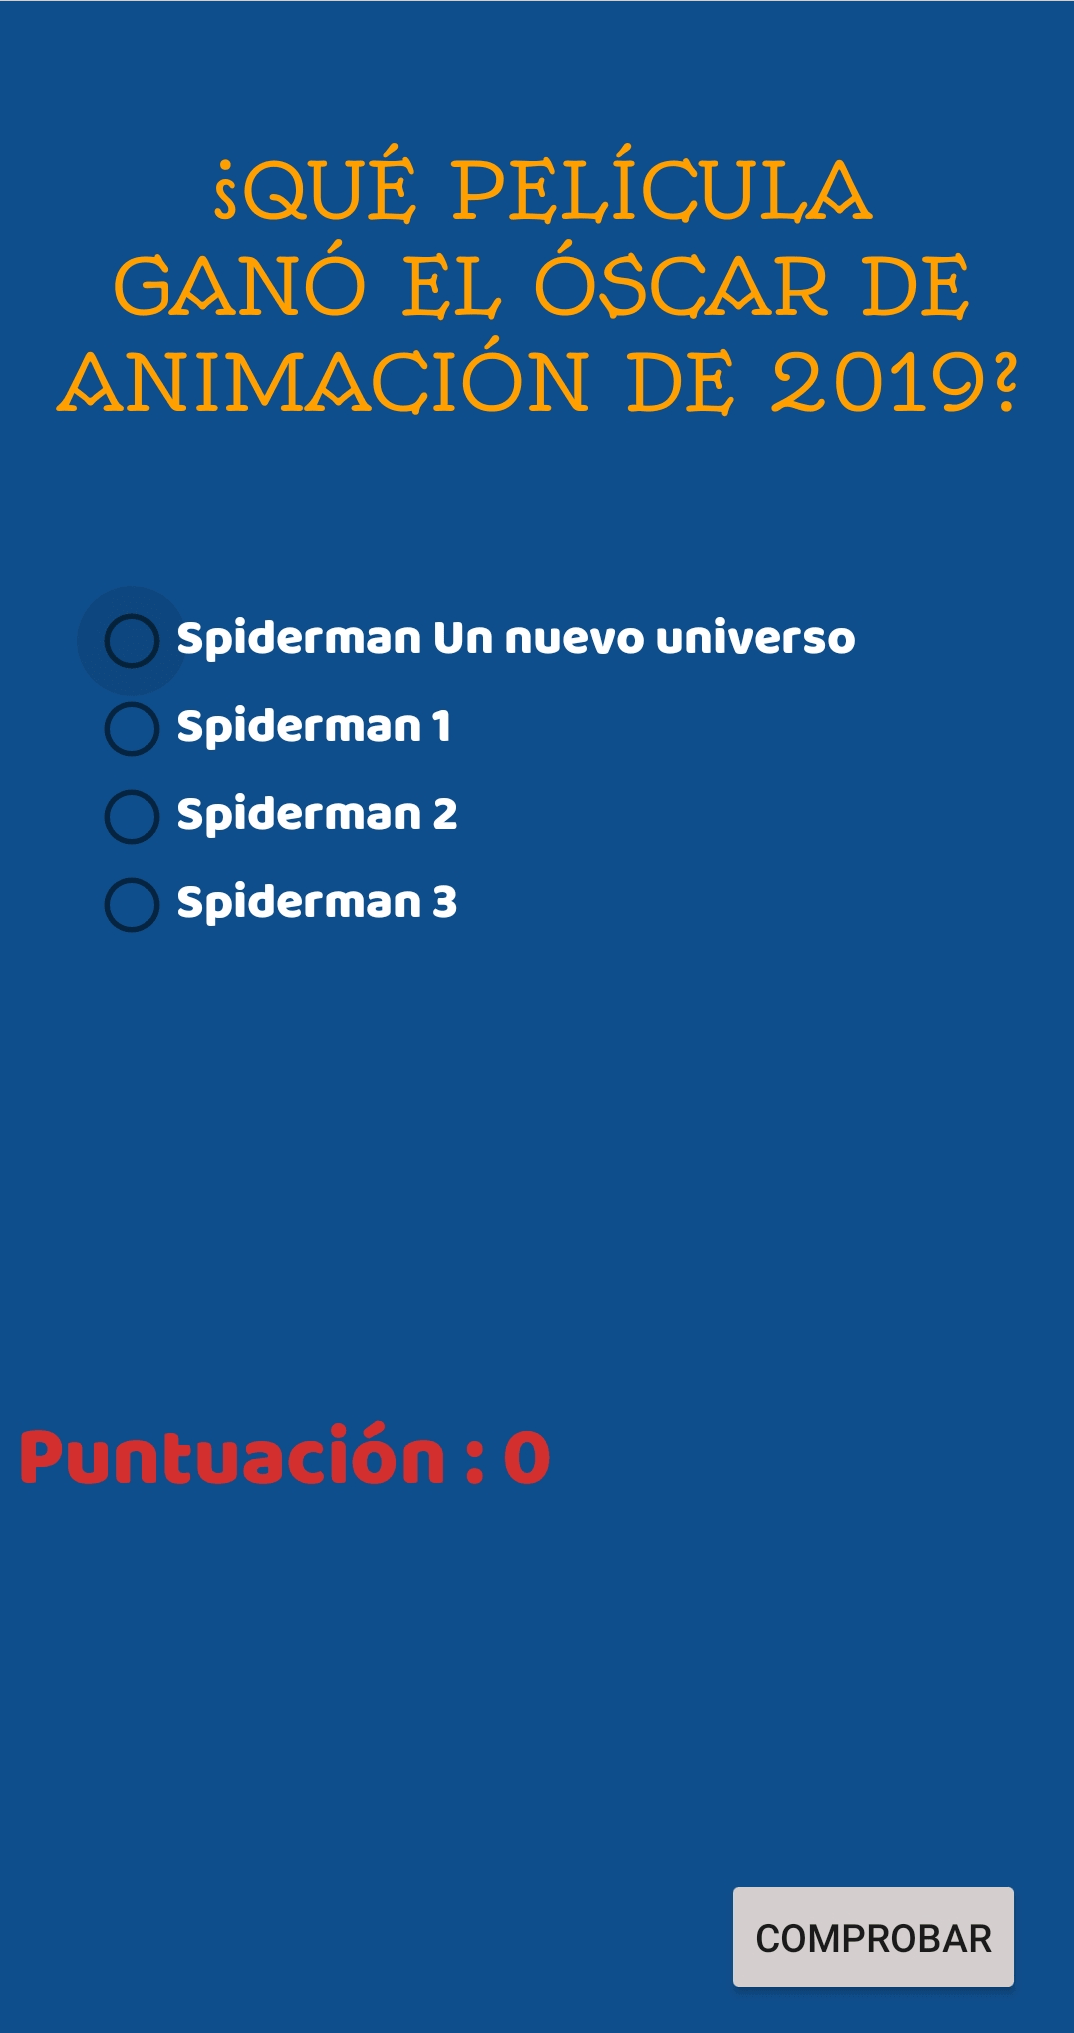 ¿QUÉ PELÍCULA
GANÓ EL ÓSCAR DE
ANIMACIÓN DE 2019?
Spiderman Un nuevo universo
Spiderman 1
Spiderman 2
Spiderman 3
Puntuación : 0
COMPROBAR